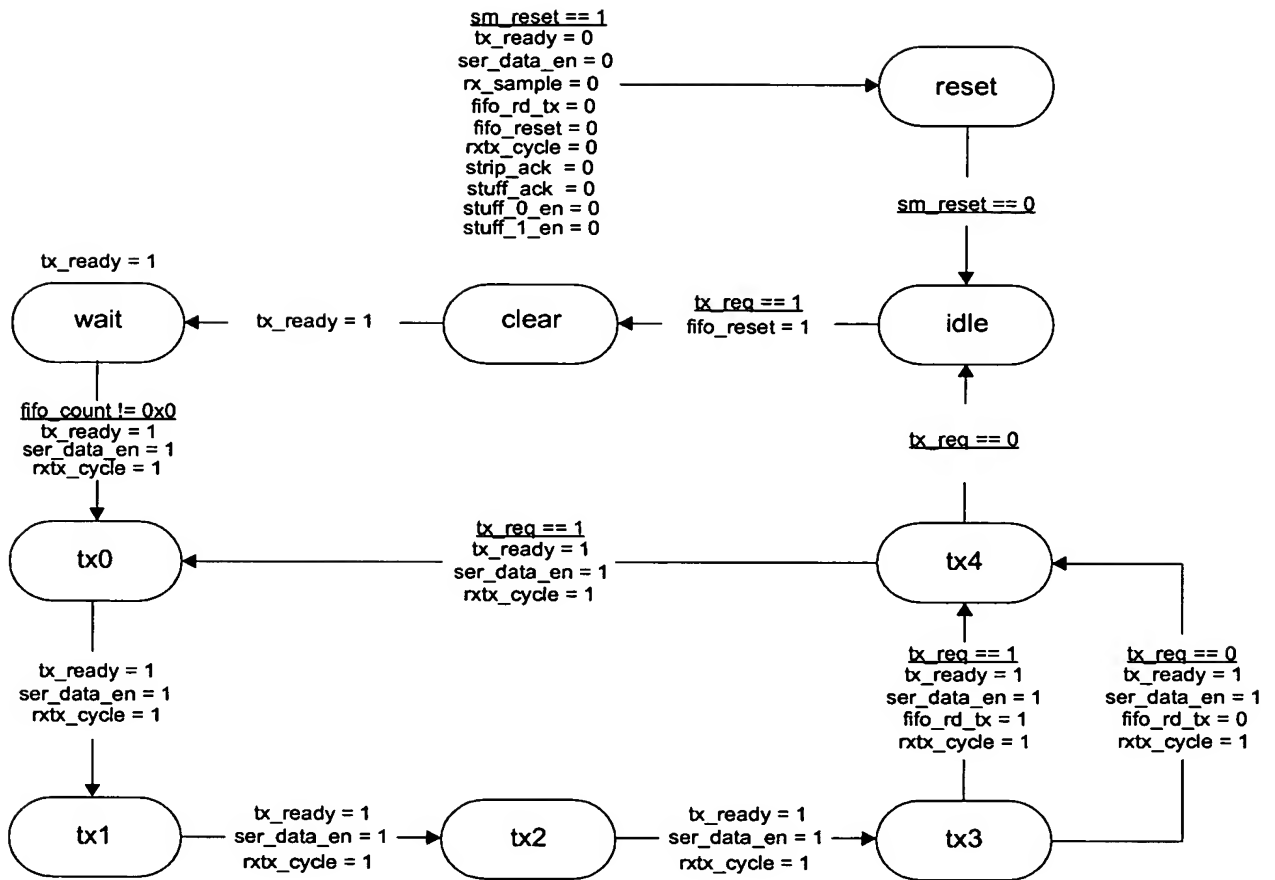 sm_reset == 1
tx_ready = 0
ser_data_en = 0
rx_sample = 0
fifo_rd_tx = 0
fifo_reset = 0
rxtx_cycle = 0
strip_ack = 0
stuff_ack = 0
stuff_0_en = 0
stuff_1_en = 0
reset
sm_reset == 0
tx_ready = 1
wait
tx_ready = 1
clear
tx_req == 1
fifo_reset = 1
idle
fifo_count != 0x0
tx_ready = 1
ser_data_en = 1
rxtx_cycle = 1
tx_req == 0
tx0
tx_req == 1
tx_ready = 1
ser_data_en = 1
rxtx_cycle = 1
tx4
tx_ready = 1
ser_data_en = 1
rxtx_cycle = 1
tx_req == 1
tx_ready = 1
ser_data_en = 1
fifo_rd_tx = 1
rxtx_cycle = 1
tx_req == 0
tx_ready = 1
ser_data_en = 1
fifo_rd_tx = 0
rxtx_cycle = 1
tx1
tx_ready = 1
ser_data_en = 1
rxtx_cycle = 1
tx2
tx_ready = 1
ser_data_en = 1
rxtx_cycle = 1
tx3